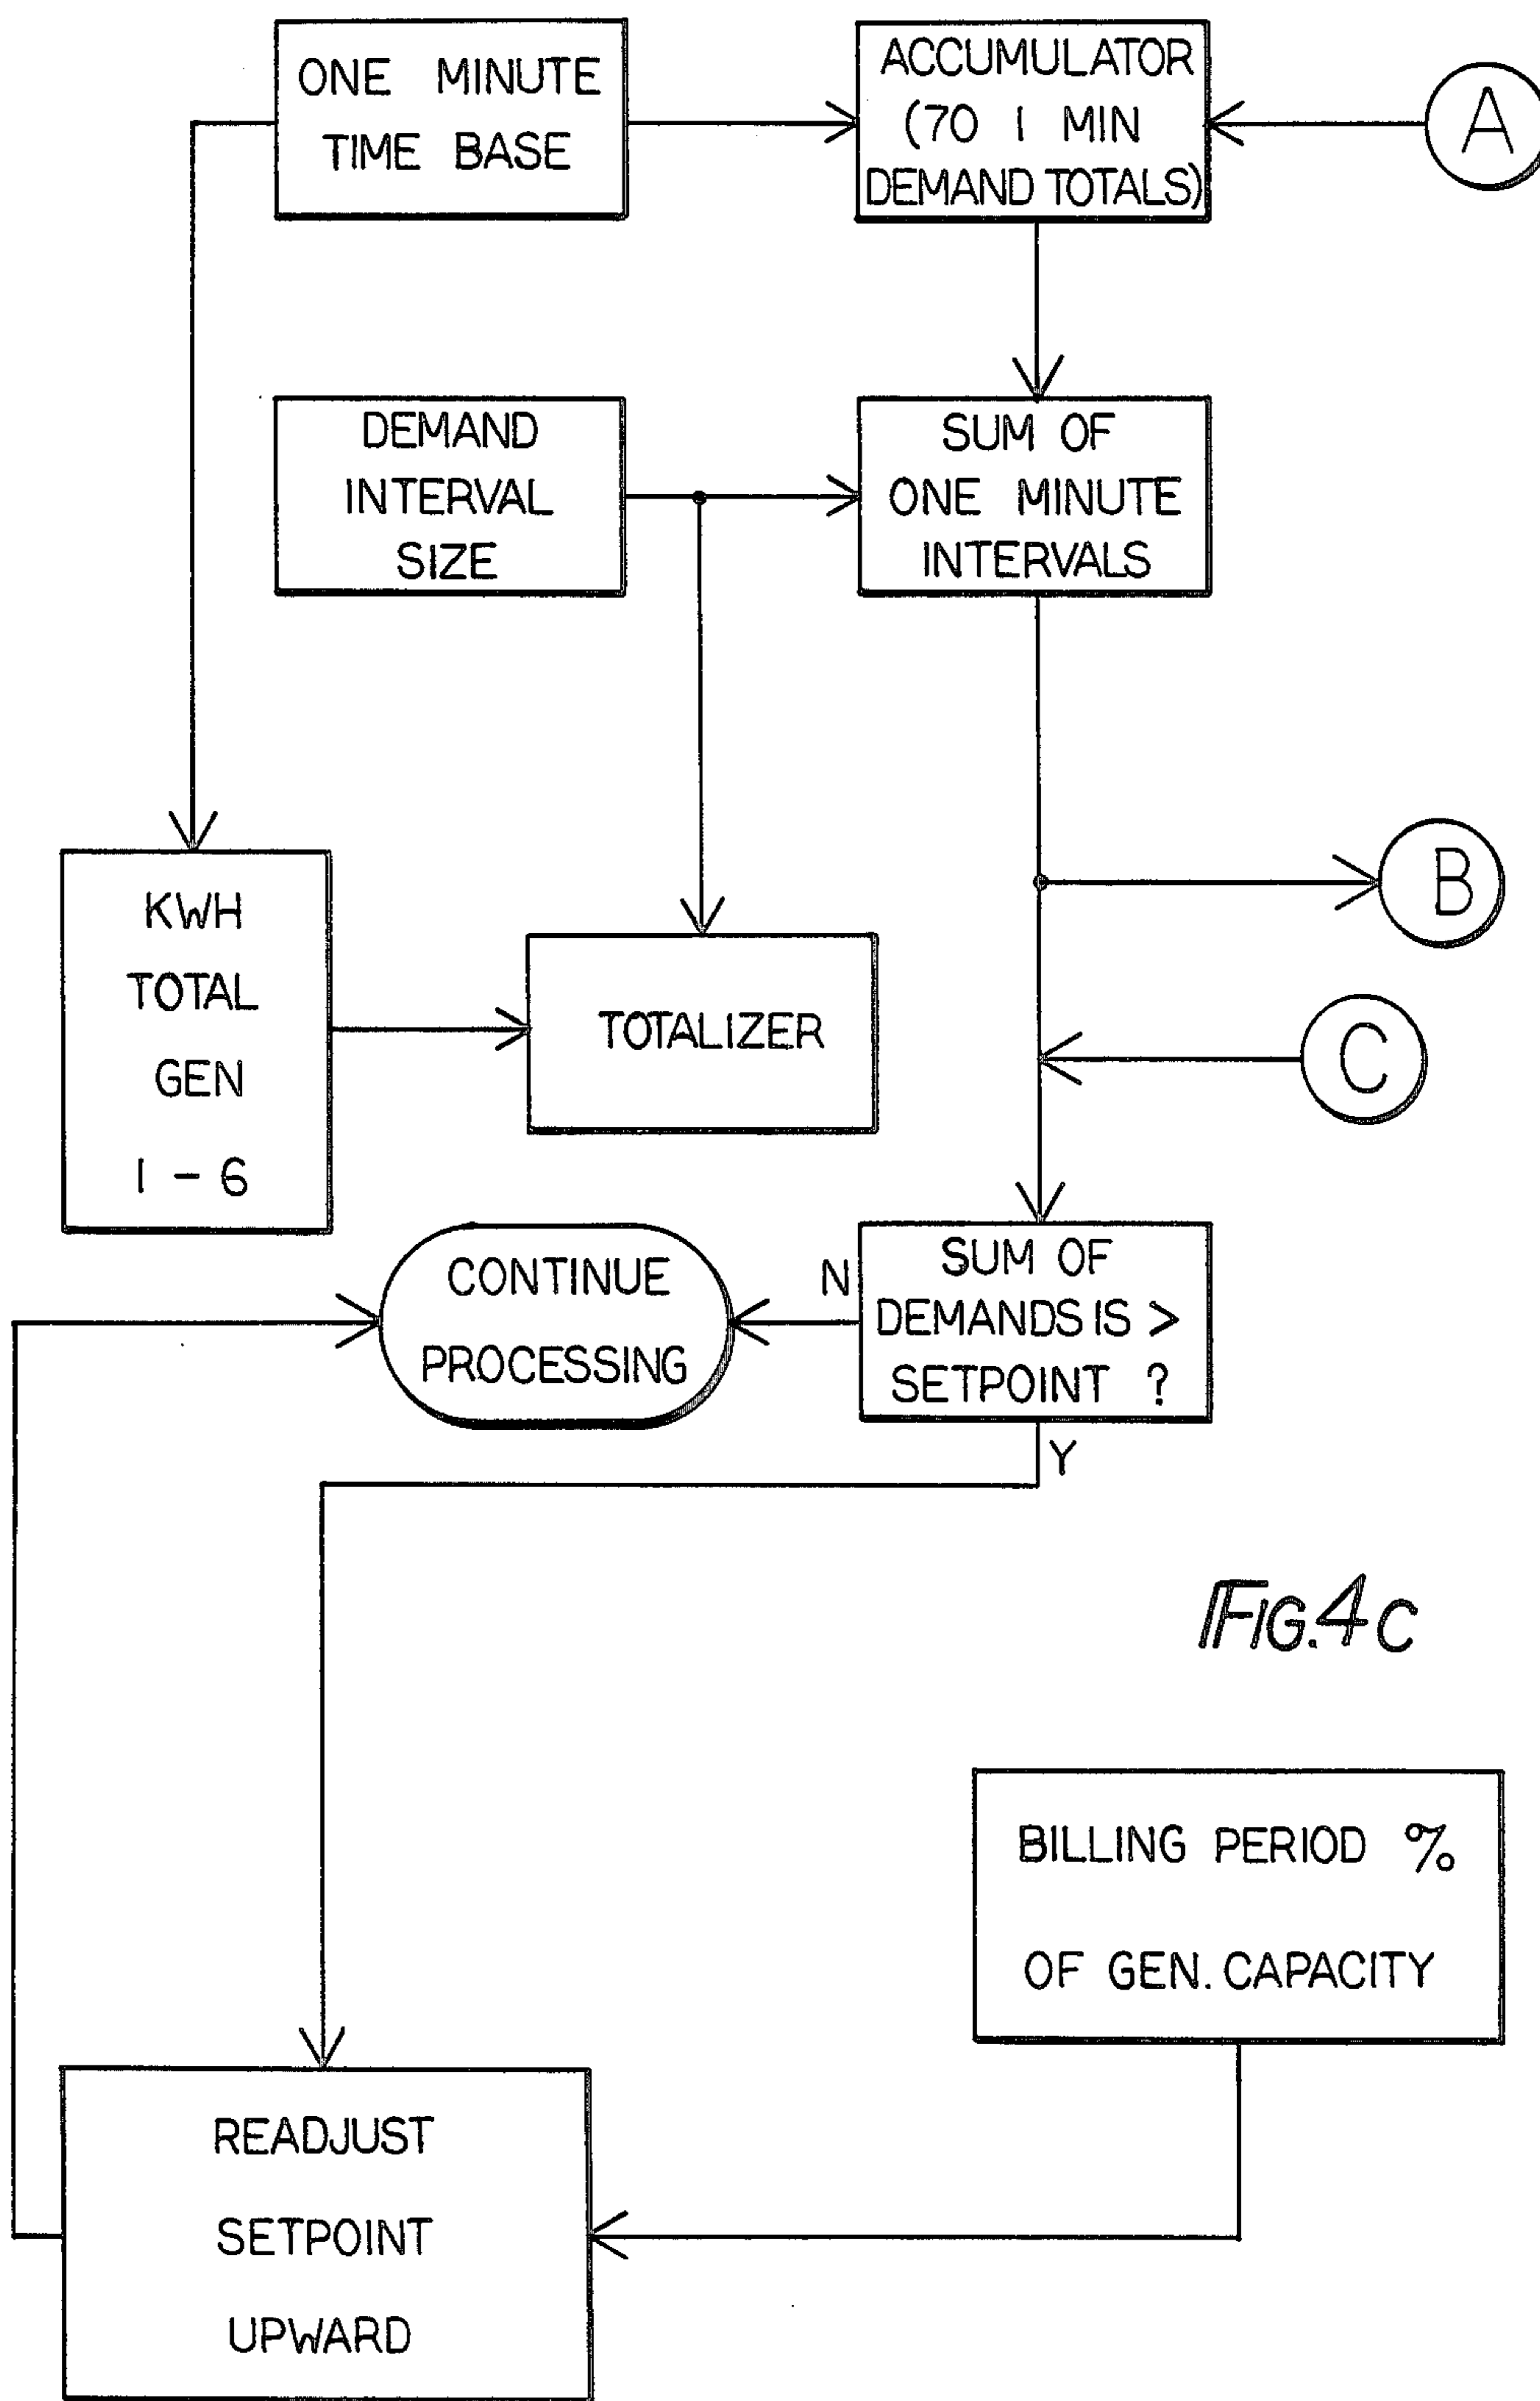 ONE MINUTE
TIME BASE
ACCUMULATOR
(70 1 MIN
DEMAND TOTALS)
A
DEMAND
INTERVAL
SIZE
SUM OF
ONE MINUTE
INTERVALS
B
KWH
TOTAL
GEN
1 - 6
TOTALIZER
C
CONTINUE
PROCESSING
N
SUM OF
DEMANDS IS >
SETPOINT ?
Y
FIG. 4c
BILLING PERIOD %
OF GEN. CAPACITY
READJUST
SETPOINT
UPWARD